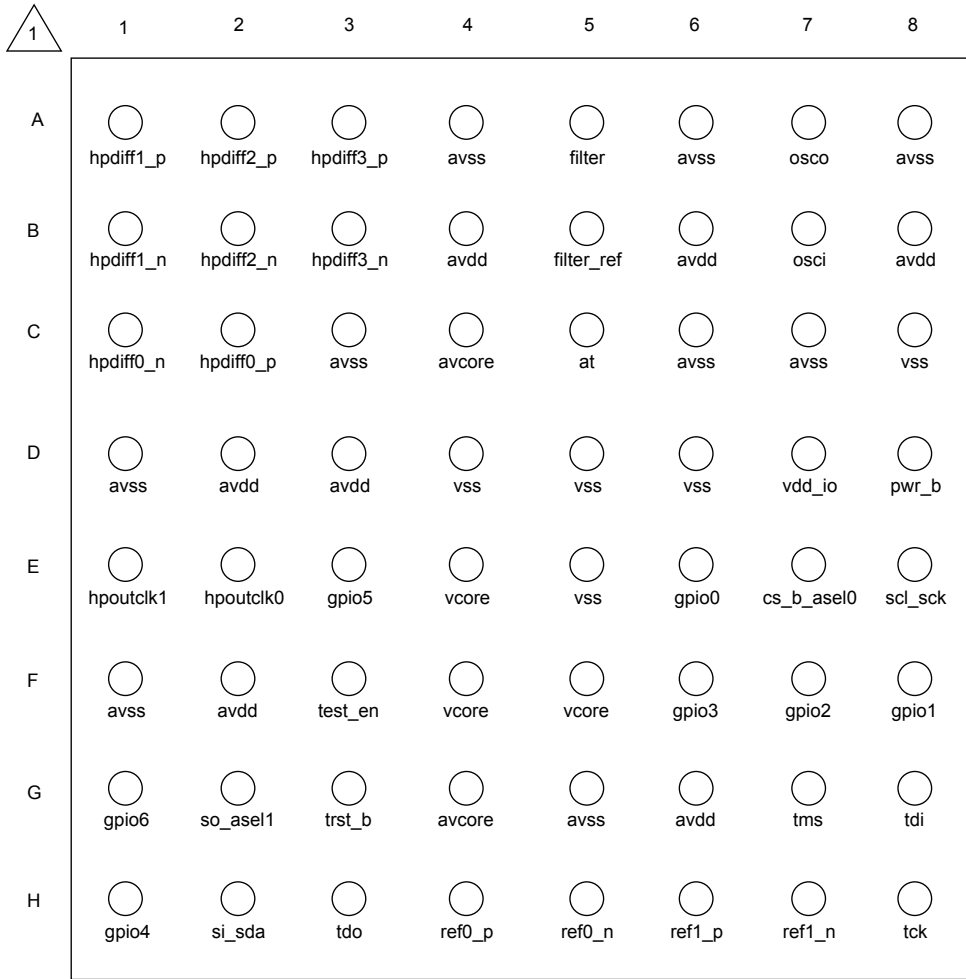 1 1 2 3 4 5 6 7 8
A
hpdiff1_p hpdiff2_p hpdiff3_p avss filter avss osco avss
B
hpdiff1_n hpdiff2_n hpdiff3_n avdd filter_ref avdd osci avdd
C
hpdiff0_n hpdiff0_p avss avcore at avss avss vss
D
avss avdd avdd vss vss vss vdd_io pwr_b
E
hpoutclk1 hpoutclk0 gpio5 vcore vss gpio0 cs_b_asel0 scl_sck
F
avss avdd test_en vcore vcore gpio3 gpio2 gpio1
G
gpio6 so_asel1 trst_b avcore avss avdd tms tdi
H
gpio4 si_sda tdo ref0_p ref0_n ref1_p ref1_n tck